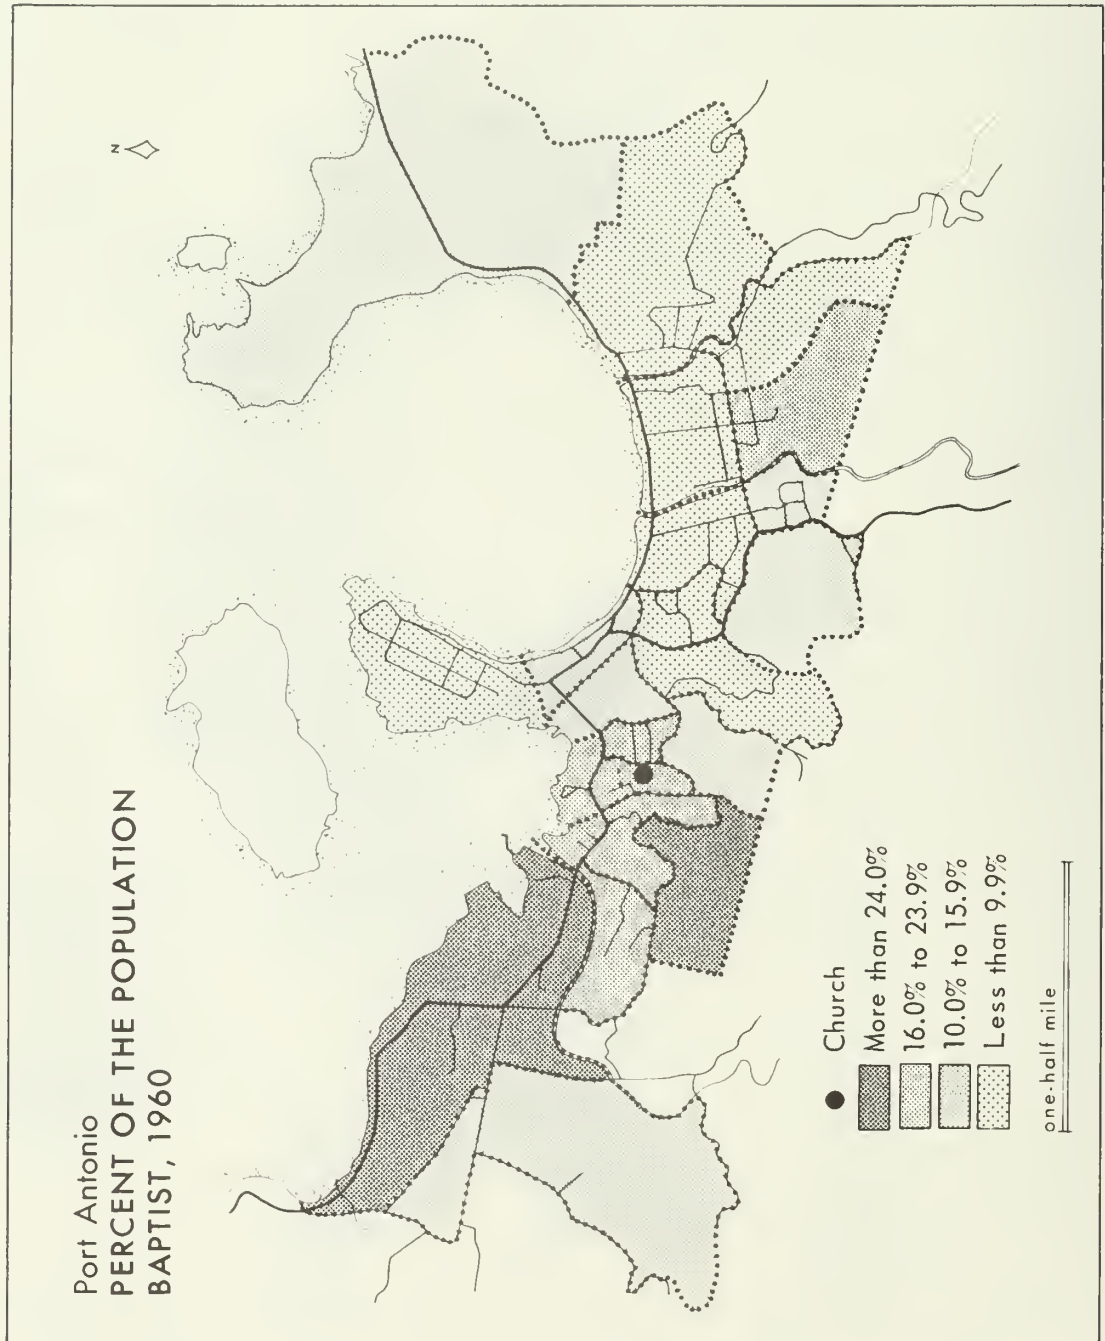 Port Antonio
PERCENT OF THE POPULATION
BAPTIST, 1960
N
Church
More than 24.0%
16.0% to 23.9%
10.0% to 15.9%
Less than 9.9%
one-half mile